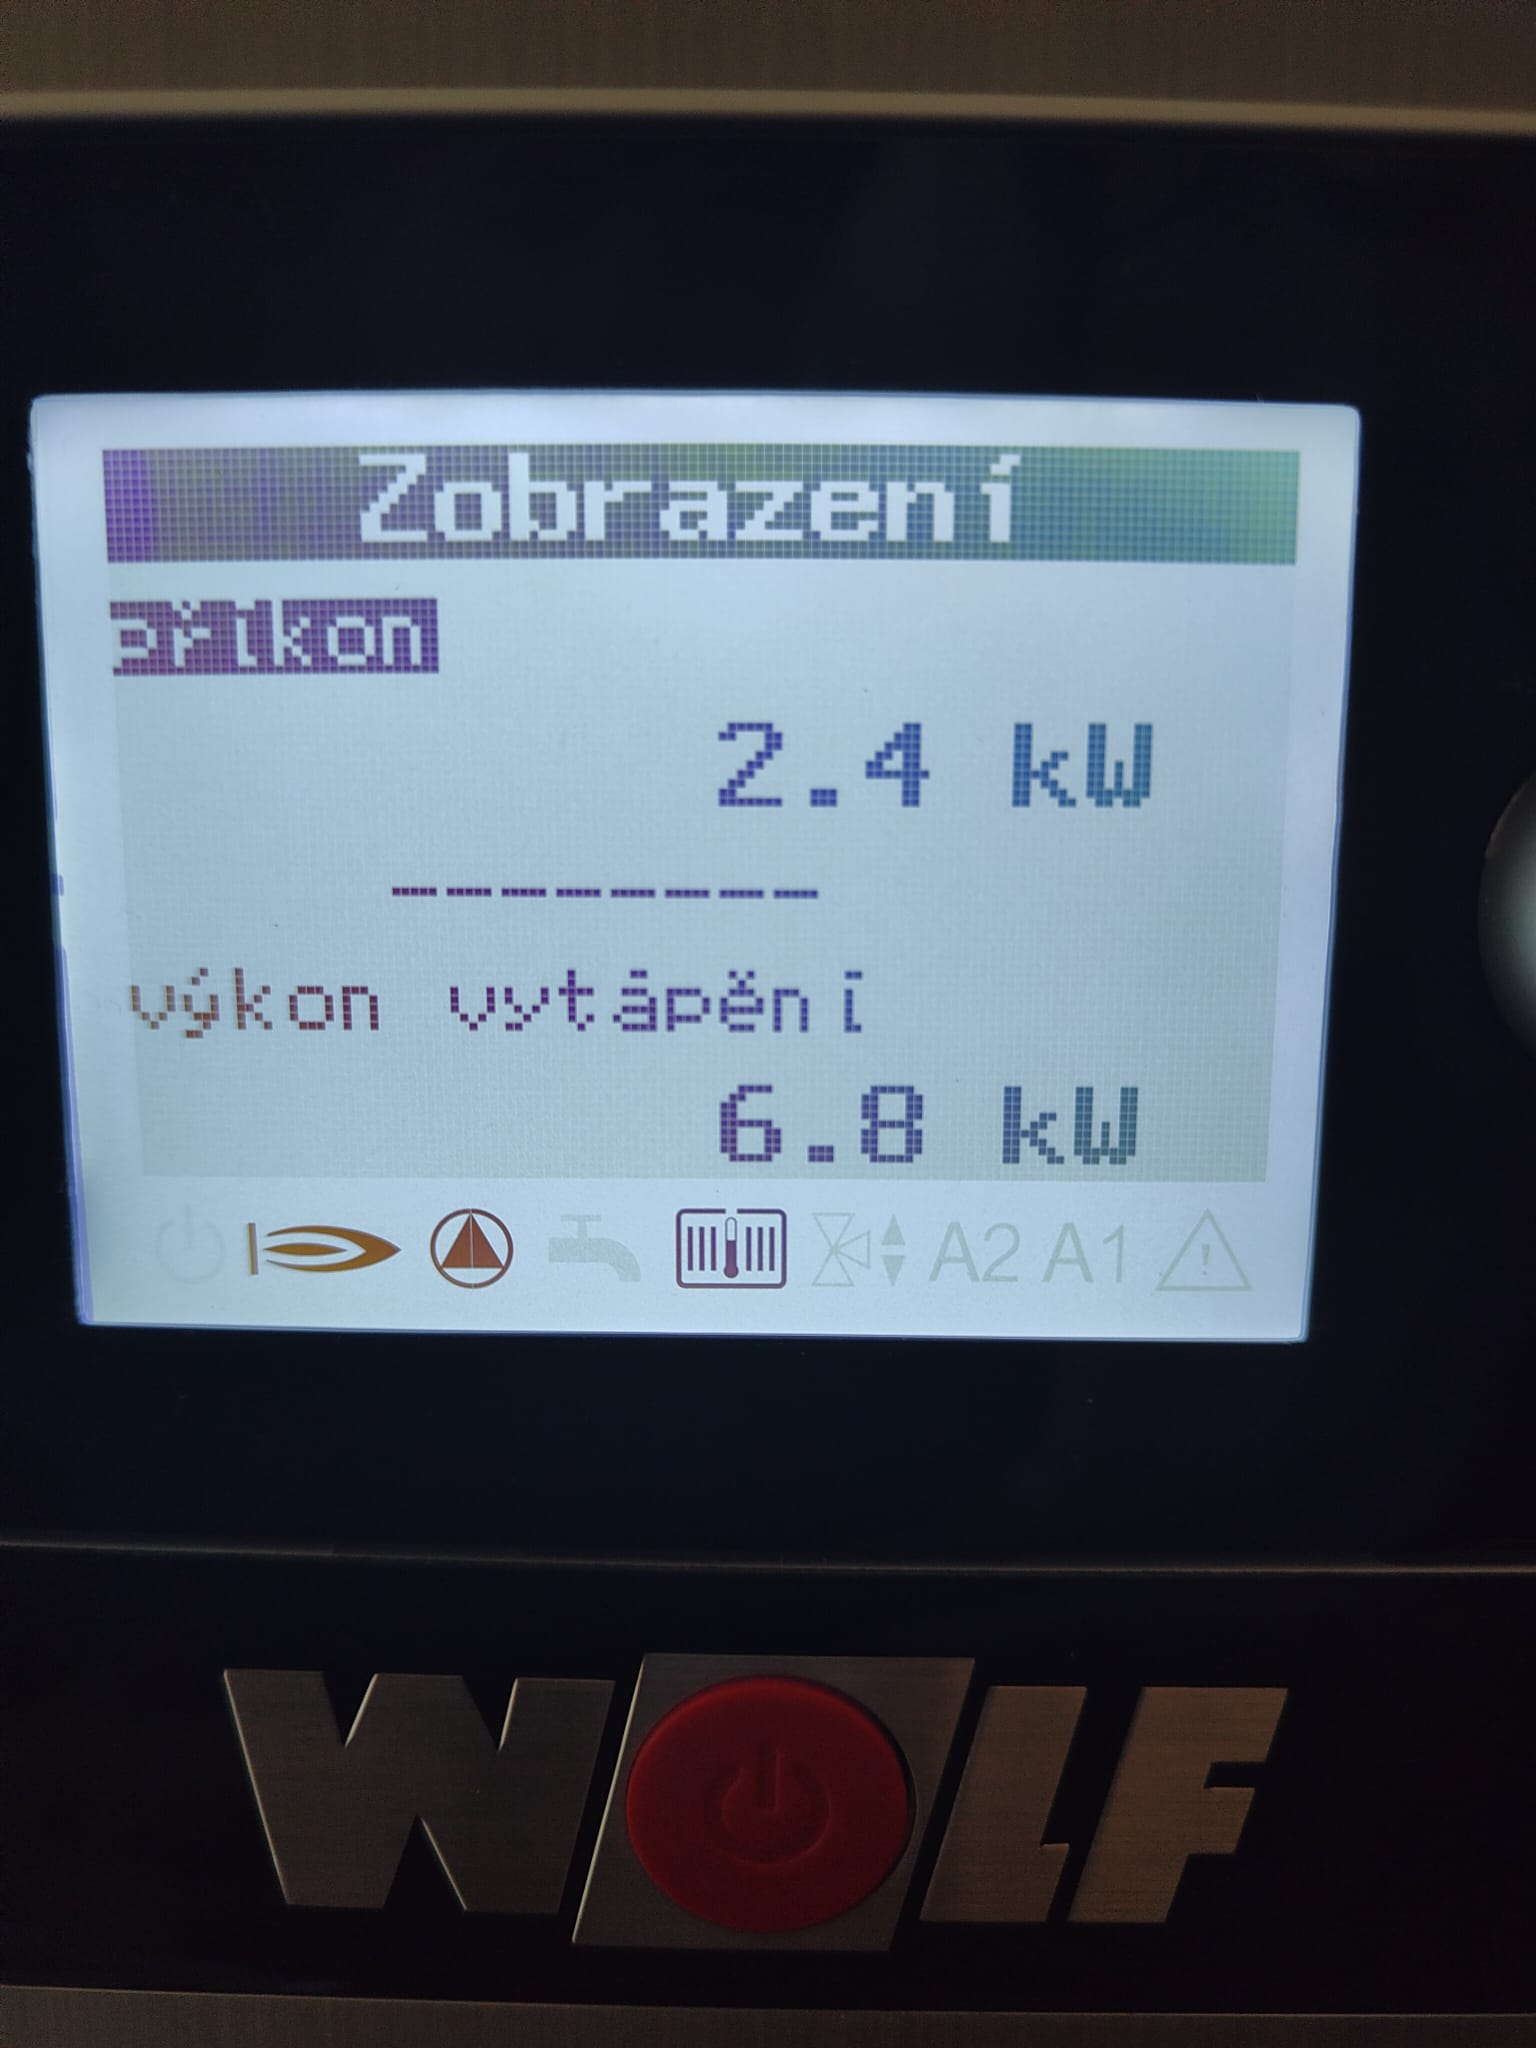 Zobrazení
příkon
2.4 kW
--------
výkon vytápění
6.8 kW
A2 A1
WOLF